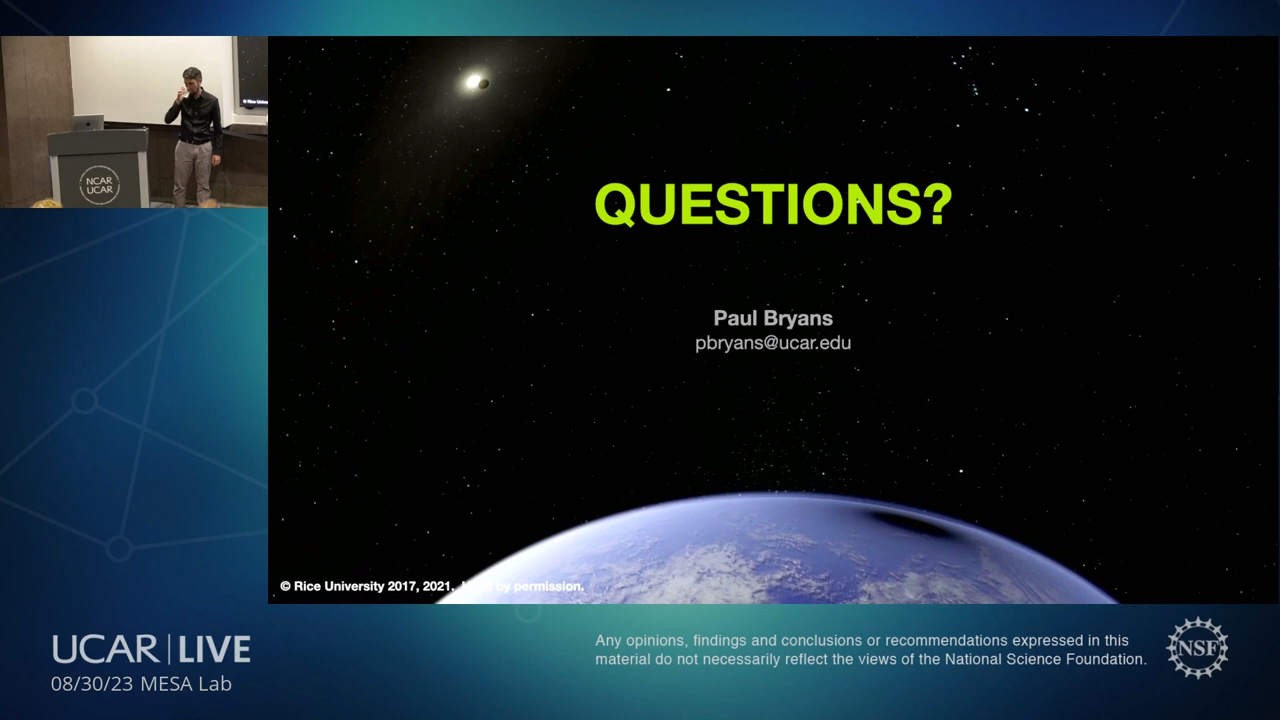 NCAR
UCAR
QUESTIONS?
Paul Bryans
pbryans@ucar.edu
© Rice University 2017, 2021. by permission.
UCAR | LIVE
08/30/23 MESA Lab
Any opinions, findings and conclusions or recommendations expressed in this
material do not necessarily reflect the views of the National Science Foundation.
NSF